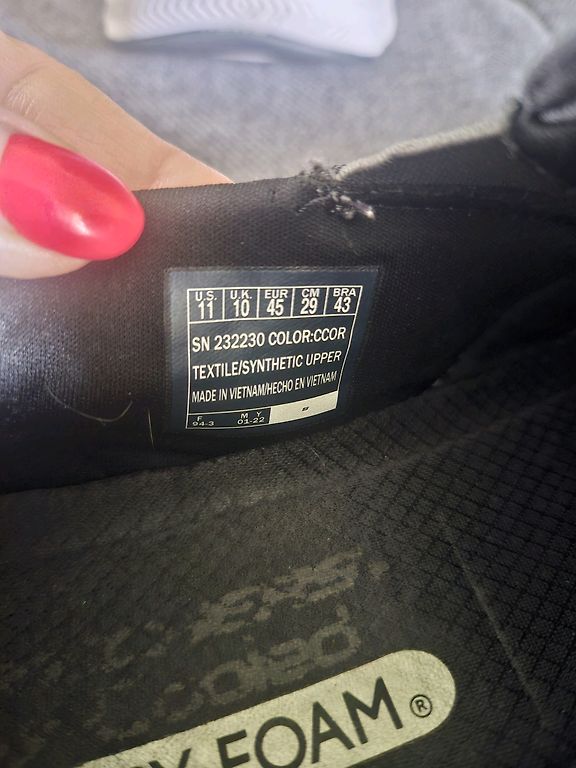 U.S. U.K. EUR CM BRA
11 10 45 29 43
SN 232230 COLOR:CCOR
TEXTILE/SYNTHETIC UPPER
MADE IN VIETNAM/HECHO EN VIETNAM
F M Y
94-3 01-22 B
FOAM®